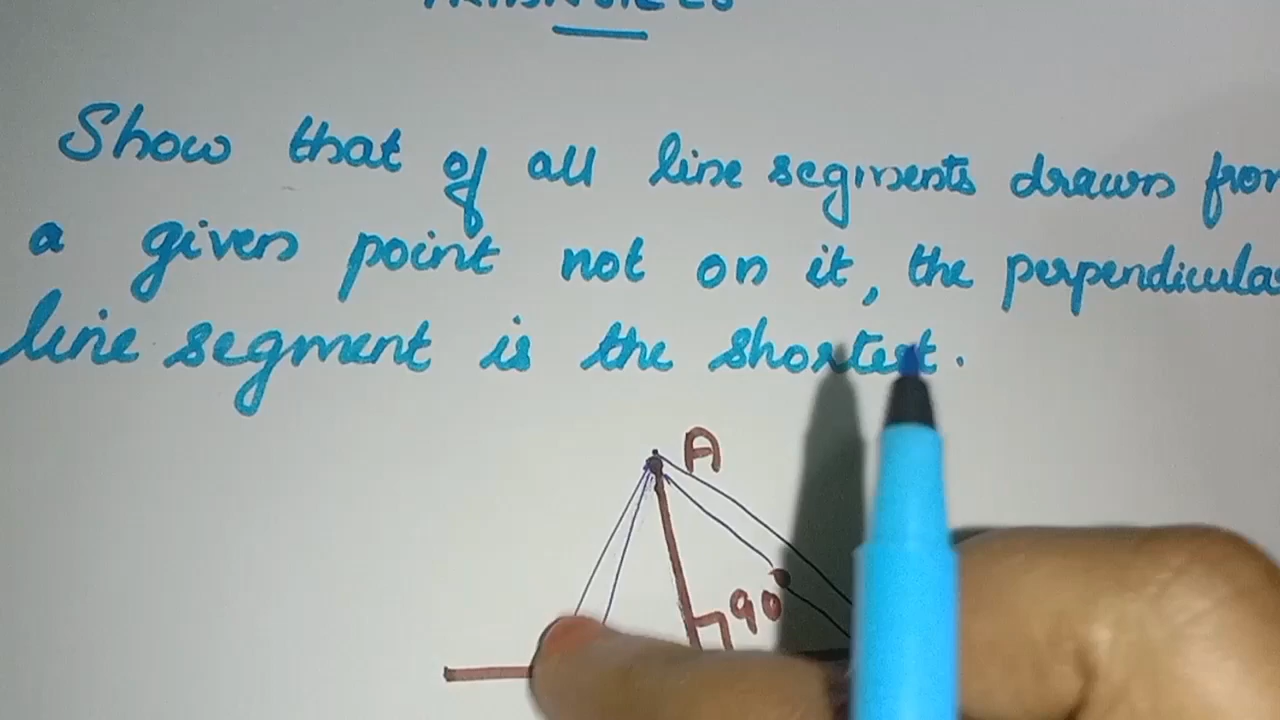 Show that of all line segments drawn from
a given point not on it, the perpendicular
line segment is the shortest.
A
90